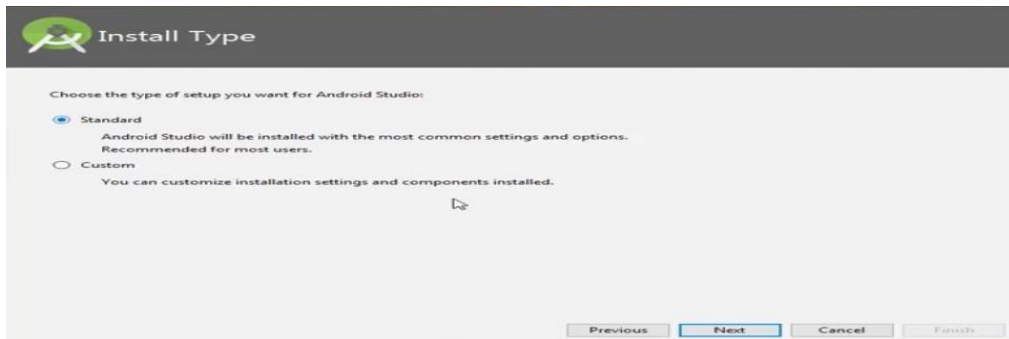 Install Type
Choose the type of setup you want for Android Studio:
Standard
Android Studio will be installed with the most common settings and options.
Recommended for most users.
Custom
You can customize installation settings and components installed.
Previous Next Cancel Finish